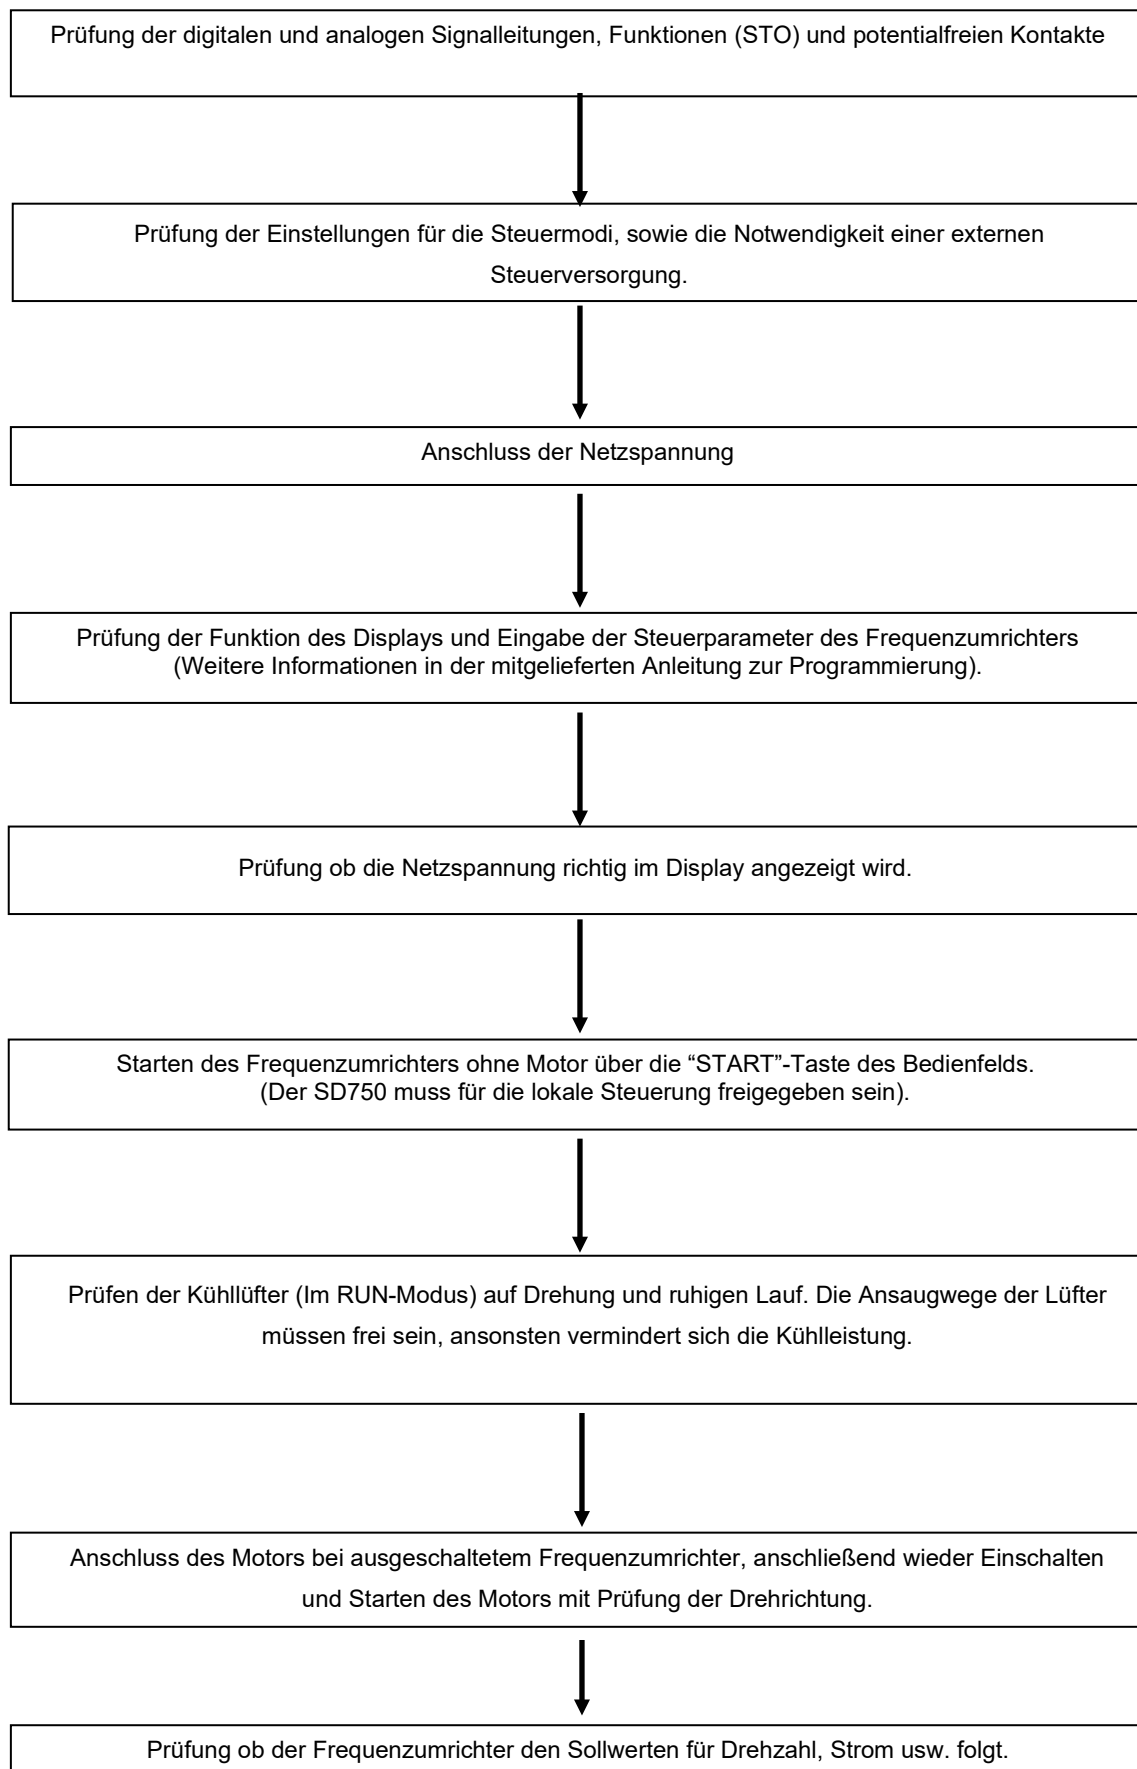 Prüfung der digitalen und analogen Signalleitungen, Funktionen (STO) und potentialfreien Kontakte
Prüfung der Einstellungen für die Steuermodi, sowie die Notwendigkeit einer externen
Steuerversorgung.
Anschluss der Netzspannung
Prüfung der Funktion des Displays und Eingabe der Steuerparameter des Frequenzumrichters
(Weitere Informationen in der mitgelieferten Anleitung zur Programmierung).
Prüfung ob die Netzspannung richtig im Display angezeigt wird.
Starten des Frequenzumrichters ohne Motor über die “START”-Taste des Bedienfelds.
(Der SD750 muss für die lokale Steuerung freigegeben sein).
Prüfen der Kühllüfter (Im RUN-Modus) auf Drehung und ruhigen Lauf. Die Ansaugwege der Lüfter
müssen frei sein, ansonsten vermindert sich die Kühlleistung.
Anschluss des Motors bei ausgeschaltetem Frequenzumrichter, anschließend wieder Einschalten
und Starten des Motors mit Prüfung der Drehrichtung.
Prüfung ob der Frequenzumrichter den Sollwerten für Drehzahl, Strom usw. folgt.